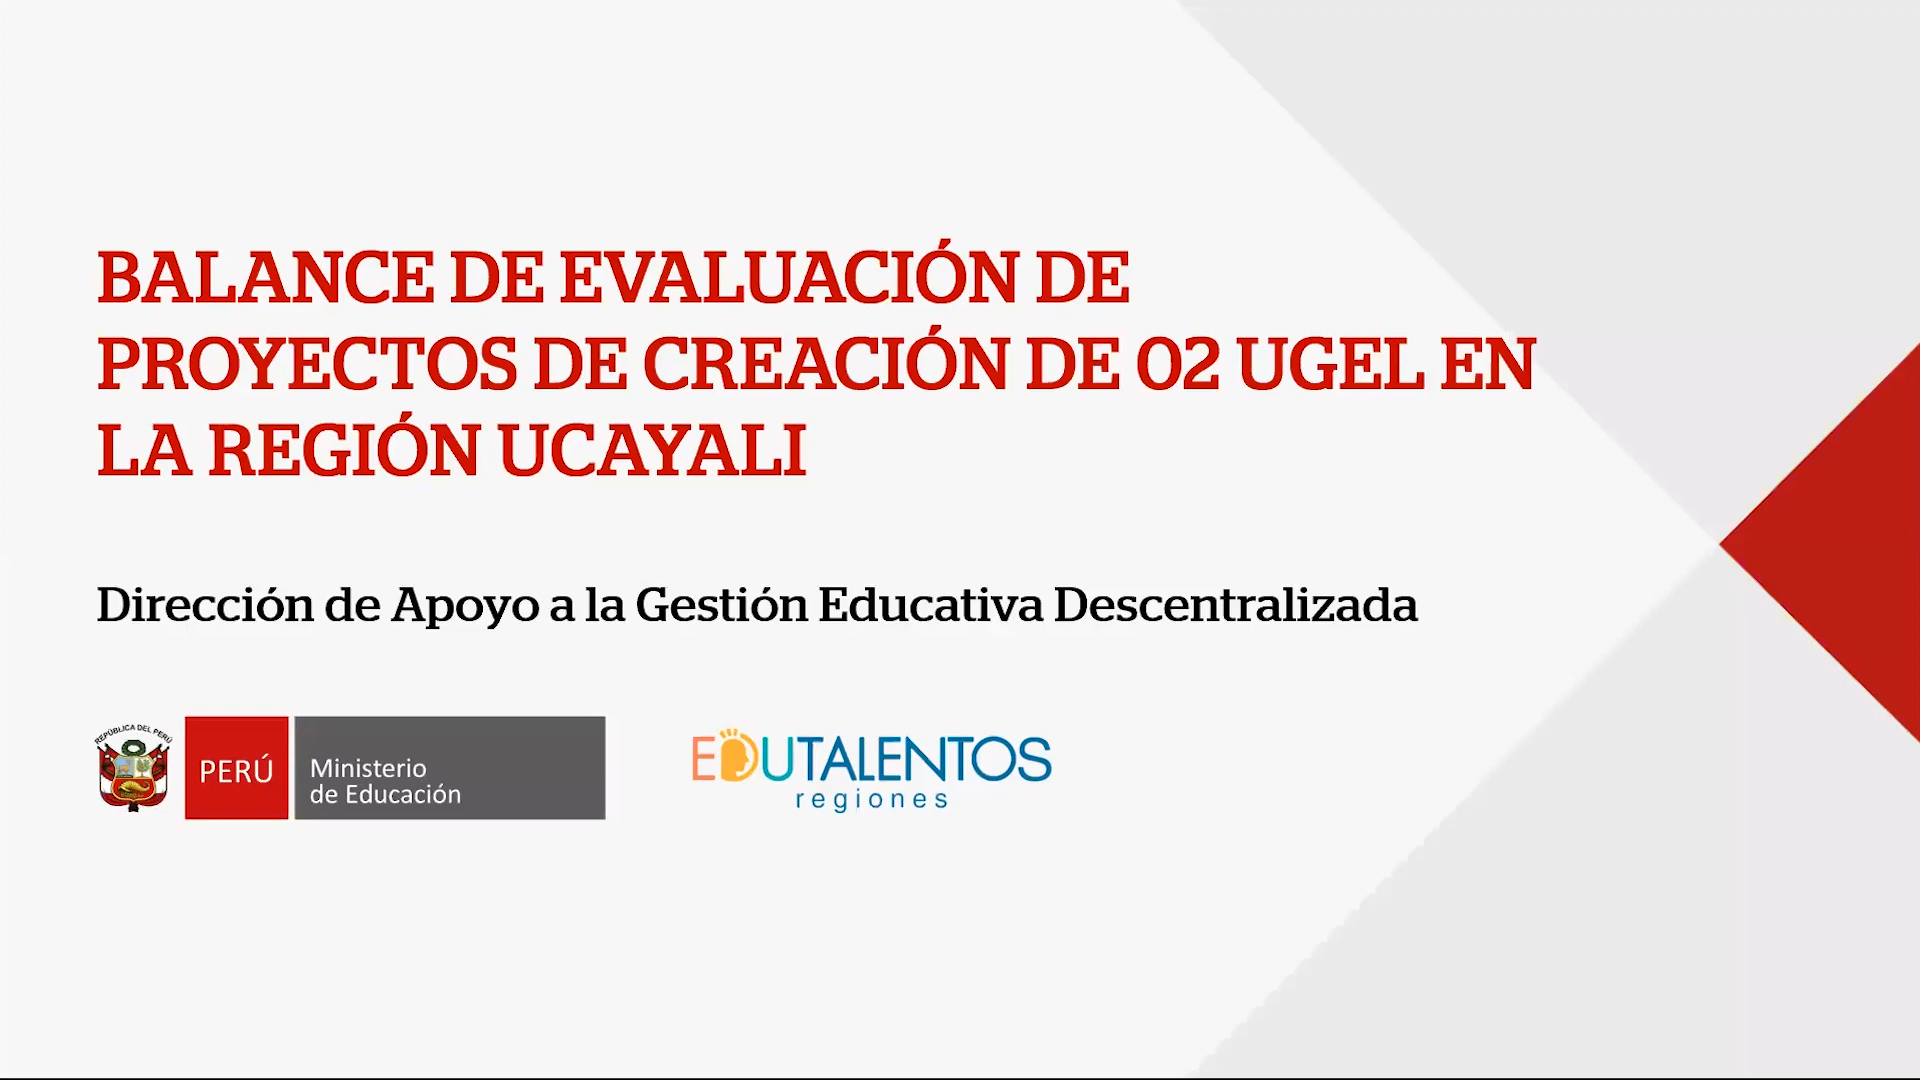 BALANCE DE EVALUACIÓN DE
PROYECTOS DE CREACIÓN DE 02 UGEL EN
LA REGIÓN UCAYALI
Dirección de Apoyo a la Gestión Educativa Descentralizada
REPÚBLICA DEL PERÚ
PERÚ
Ministerio
de Educación
EDUTALENTOS
regiones